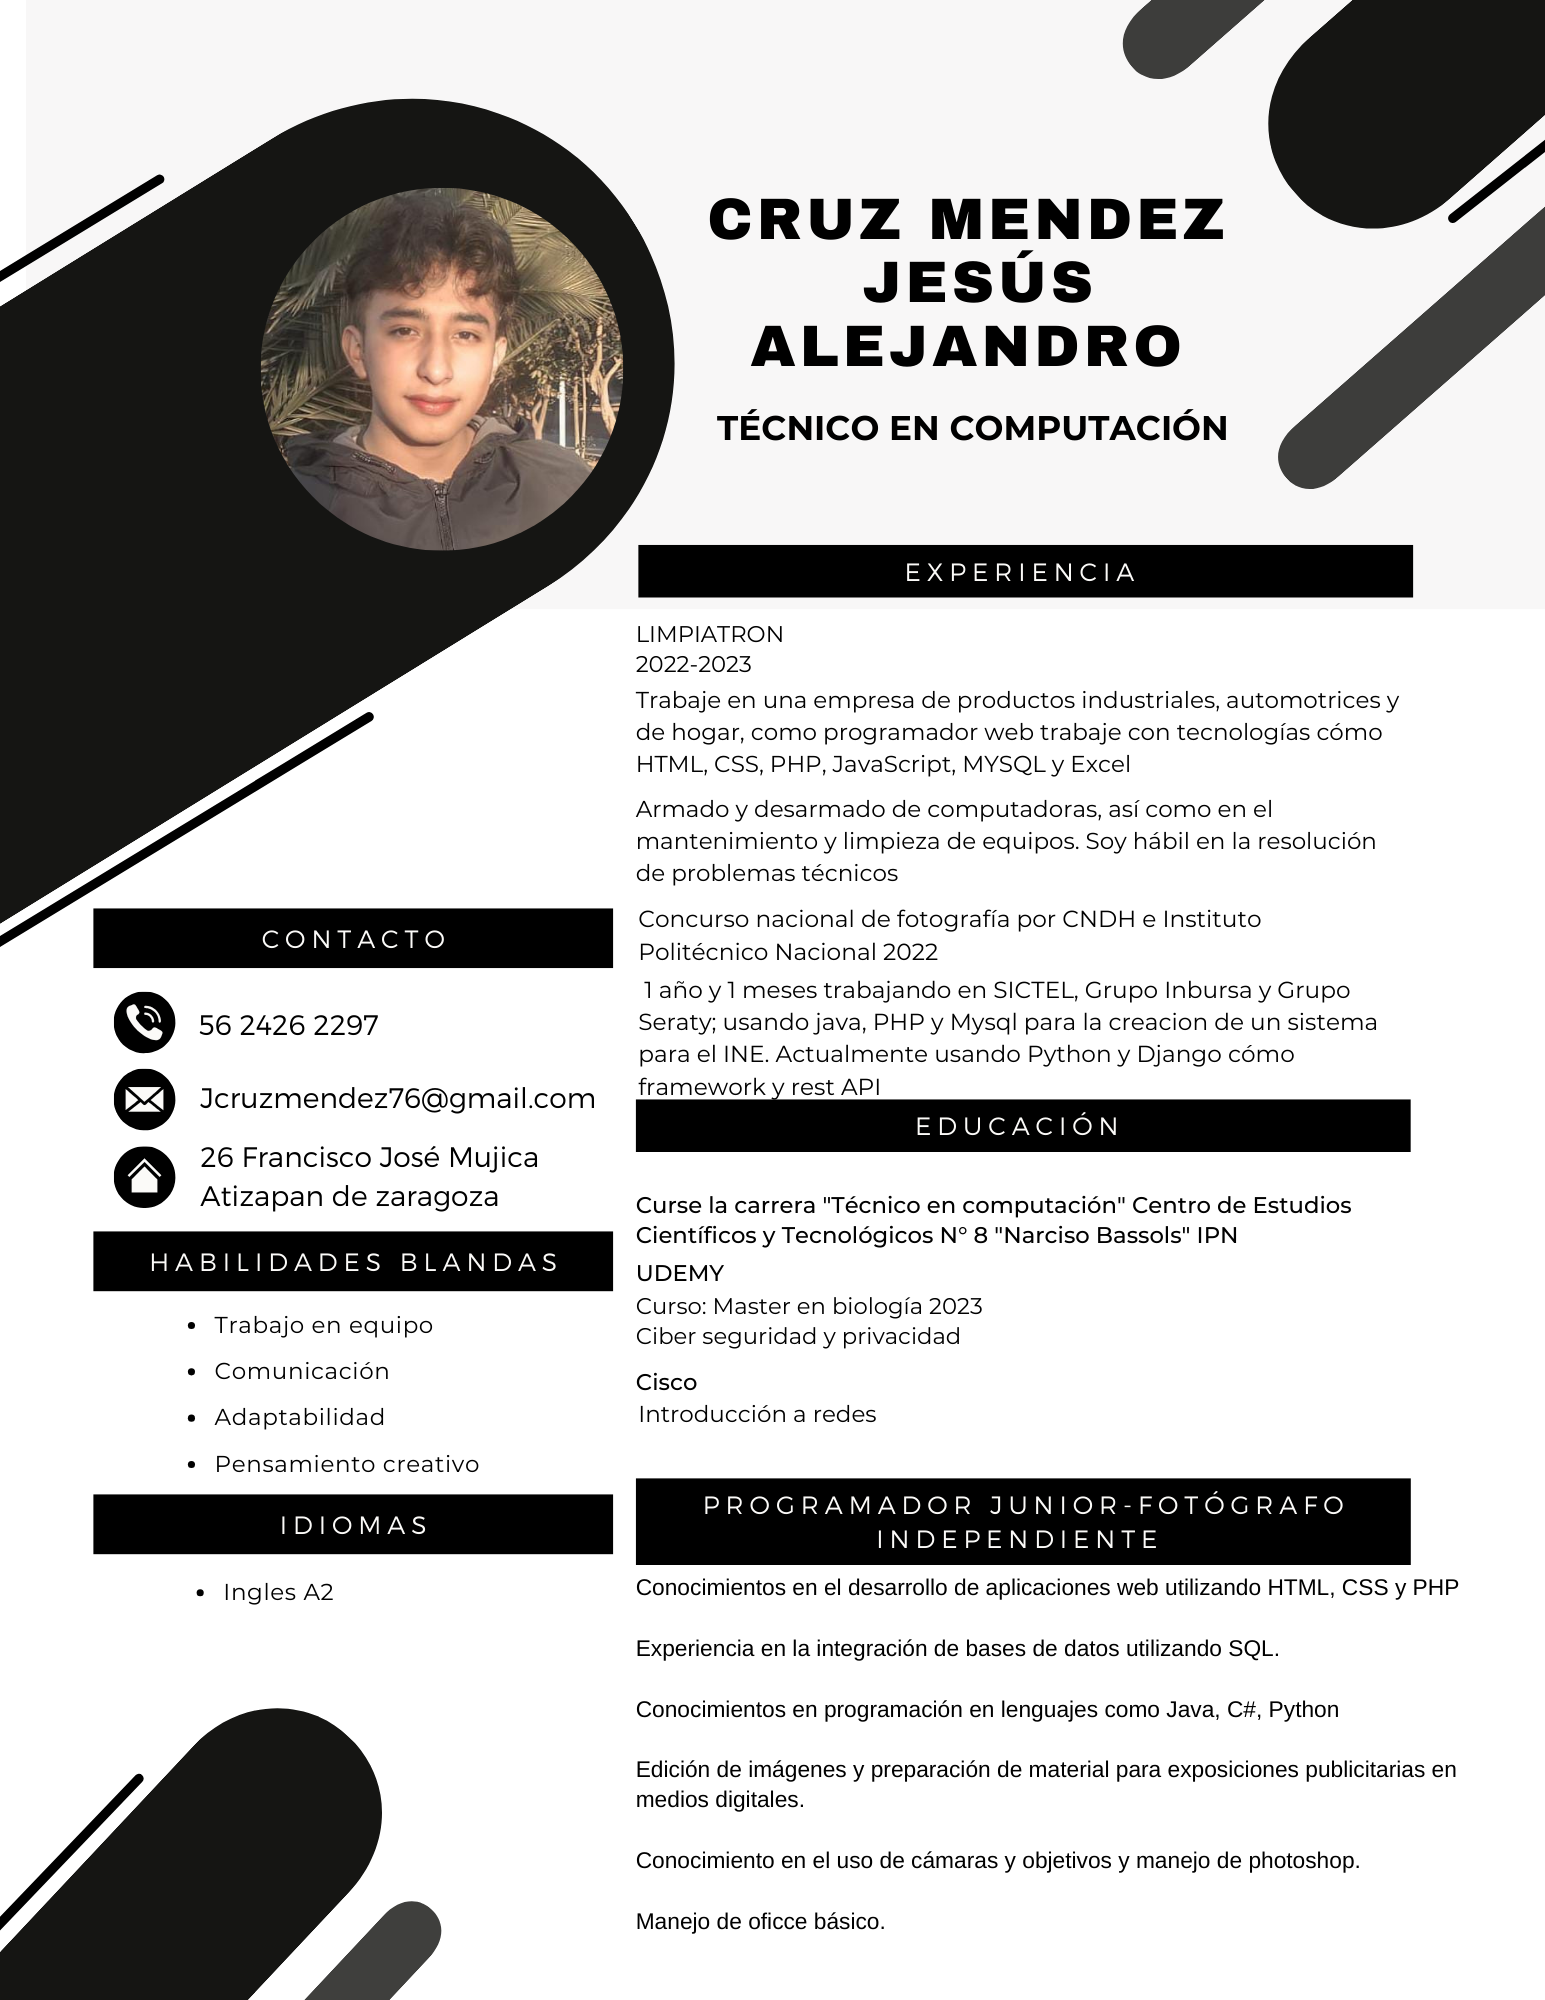 CRUZ MENDEZ
JESÚS
ALEJANDRO
TÉCNICO EN COMPUTACIÓN
EXPERIENCIA
LIMPIATRON
2022-2023
Trabaje en una empresa de productos industriales, automotrices y
de hogar, como programador web trabaje con tecnologías cómo
HTML, CSS, PHP, JavaScript, MYSQL y Excel
Armado y desarmado de computadoras, así como en el
mantenimiento y limpieza de equipos. Soy hábil en la resolución
de problemas técnicos
Concurso nacional de fotografía por CNDH e Instituto
Politécnico Nacional 2022
1 año y 1 meses trabajando en SICTEL, Grupo Inbursa y Grupo
Seraty; usando java, PHP y Mysql para la creacion de un sistema
para el INE. Actualmente usando Python y Django cómo
framework y rest API
CONTACTO
56 2426 2297
Jcruzmendez76@gmail.com
26 Francisco José Mujica
Atizapan de zaragoza
HABILIDADES BLANDAS
• Trabajo en equipo
• Comunicación
• Adaptabilidad
• Pensamiento creativo
IDIOMAS
• Ingles A2
EDUCACIÓN
Curse la carrera "Técnico en computación" Centro de Estudios
Científicos y Tecnológicos N° 8 "Narciso Bassols" IPN
UDEMY
Curso: Master en biología 2023
Ciber seguridad y privacidad
Cisco
Introducción a redes
PROGRAMADOR JUNIOR-FOTÓGRAFO
INDEPENDIENTE
Conocimientos en el desarrollo de aplicaciones web utilizando HTML, CSS y PHP
Experiencia en la integración de bases de datos utilizando SQL.
Conocimientos en programación en lenguajes como Java, C#, Python
Edición de imágenes y preparación de material para exposiciones publicitarias en
medios digitales.
Conocimiento en el uso de cámaras y objetivos y manejo de photoshop.
Manejo de oficce básico.